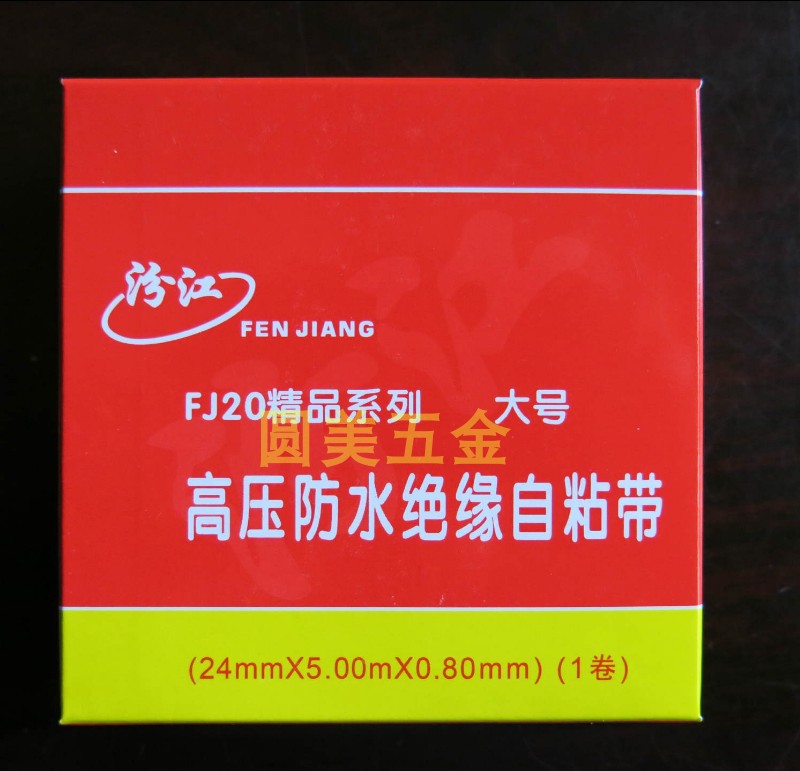 汾江
FEN JIANG
FJ20精品系列 大号
圆美五金
高压防水绝缘自粘带
(24mmX5.00mX0.80mm) (1卷)